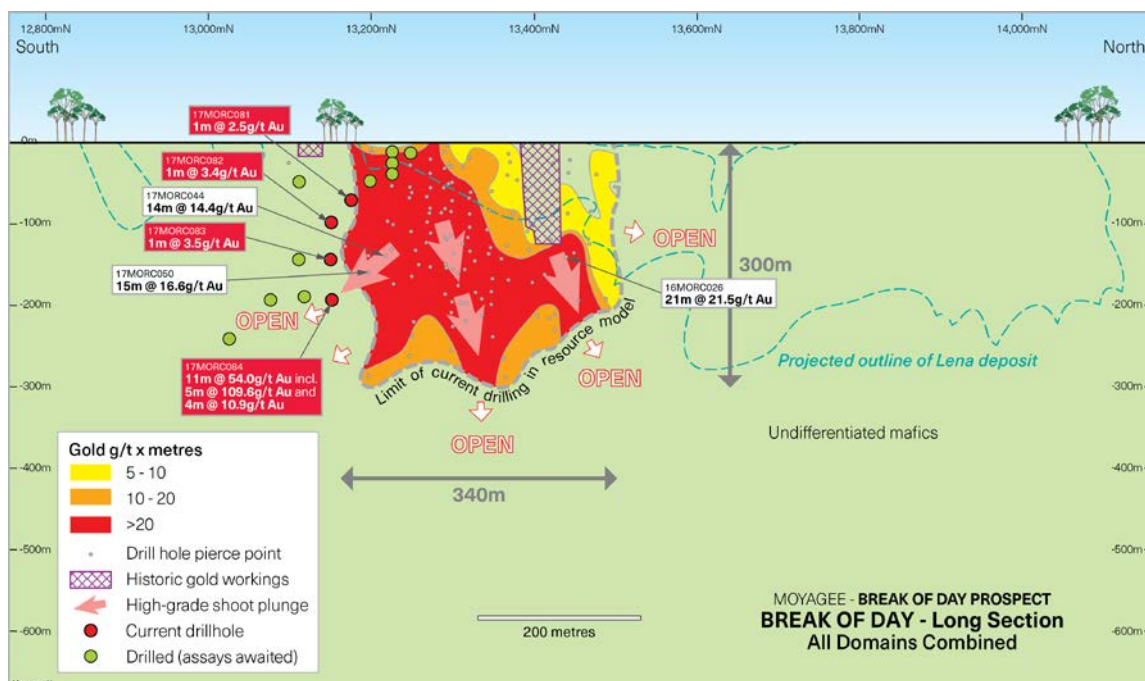 12,800mN
13,000mN
13,200mN
13,400mN
13,600mN
13,800mN
14,000mN
South
North
17MORC081
1m @ 2.5g/t Au
17MORC082
1m @ 3.4g/t Au
17MORC044
14m @ 14.4g/t Au
17MORC083
1m @ 3.5g/t Au
17MORC050
15m @ 16.6g/t Au
17MORC084
11m @ 54.0g/t Au incl.
5m @ 109.6g/t Au and
4m @ 10.9g/t Au
16MORC026
21m @ 21.5g/t Au
0m
-100m
-200m
-300m
-400m
-500m
-600m
-100m
-200m
-300m
-400m
-500m
-600m
OPEN
OPEN
OPEN
OPEN
300m
340m
Limit of current drilling in resource model
Projected outline of Lena deposit
Undifferentiated mafics
Gold g/t x metres
5 - 10
10 - 20
>20
Drill hole pierce point
Historic gold workings
High-grade shoot plunge
Current drillhole
Drilled (assays awaited)
200 metres
MOYAGEE - BREAK OF DAY PROSPECT
BREAK OF DAY - Long Section
All Domains Combined